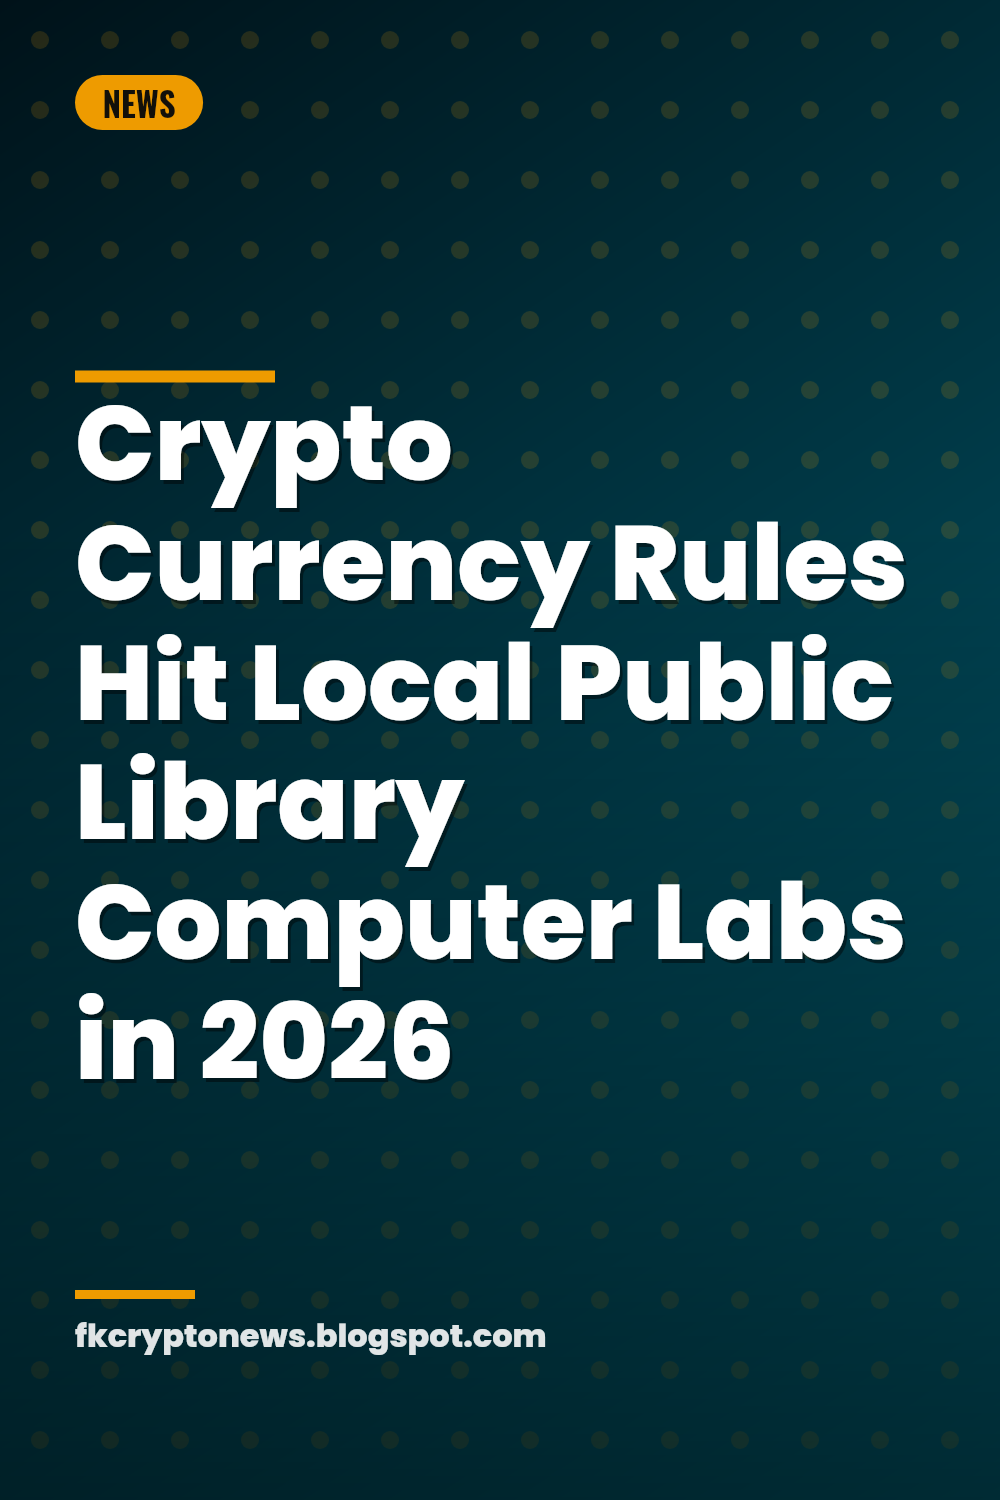 NEWS
Crypto
Currency Rules
Hit Local Public
Library
Computer Labs
in 2026
fkcryptonews.blogspot.com